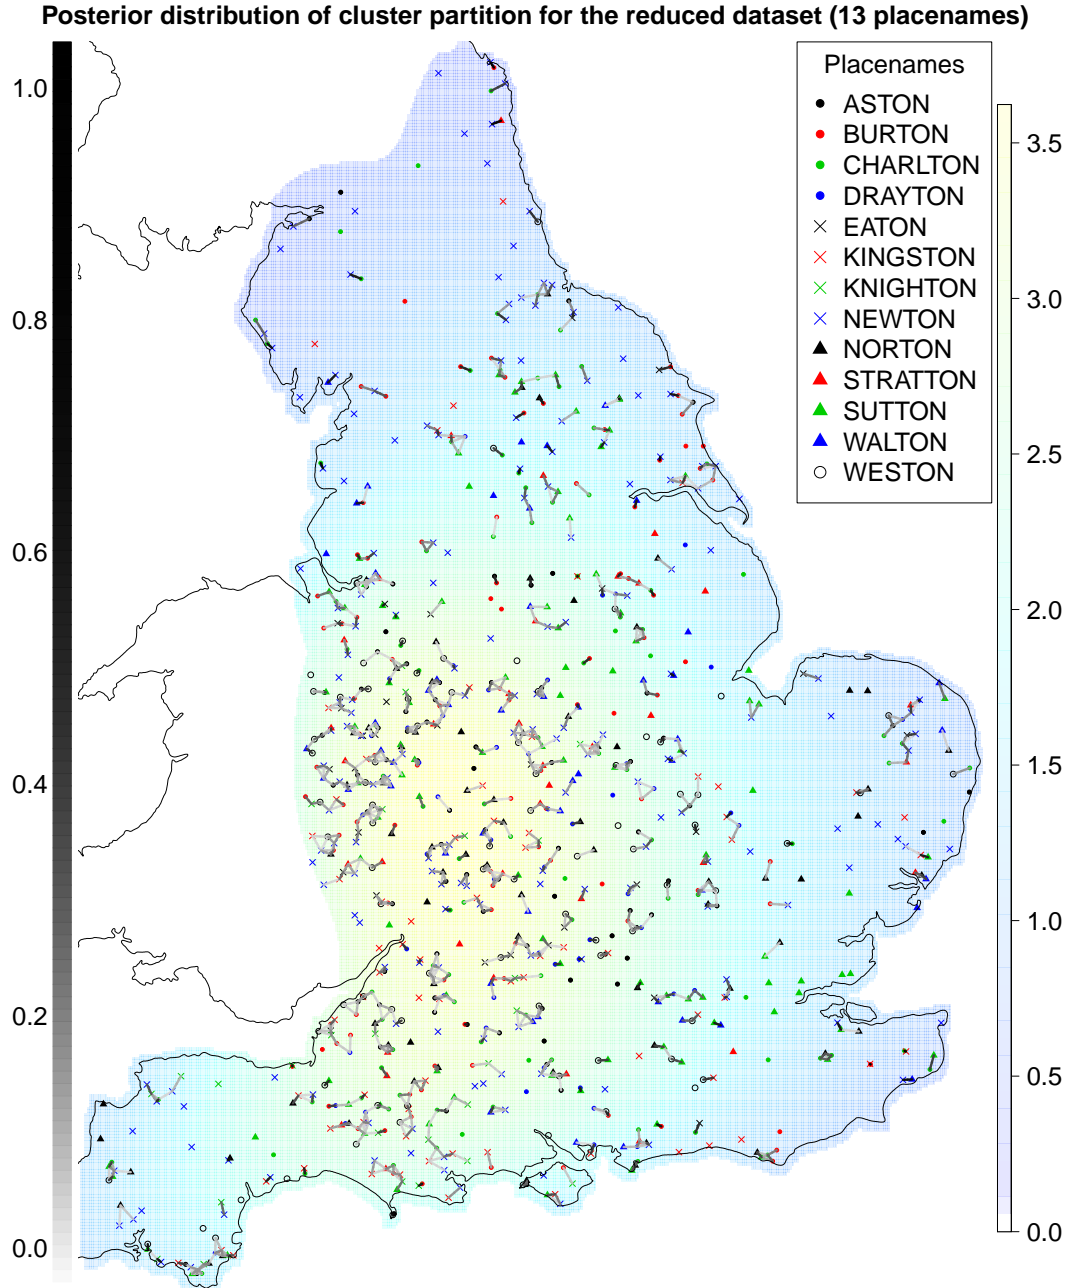 Posterior distribution of cluster partition for the reduced dataset (13 placenames)
1.0
0.8
0.6
0.4
0.2
0.0
Placenames
ASTON
BURTON
CHARLTON
DRAYTON
EATON
KINGSTON
KNIGHTON
NEWTON
NORTON
STRATTON
SUTTON
WALTON
WESTON
3.5
3.0
2.5
2.0
1.5
1.0
0.5
0.0